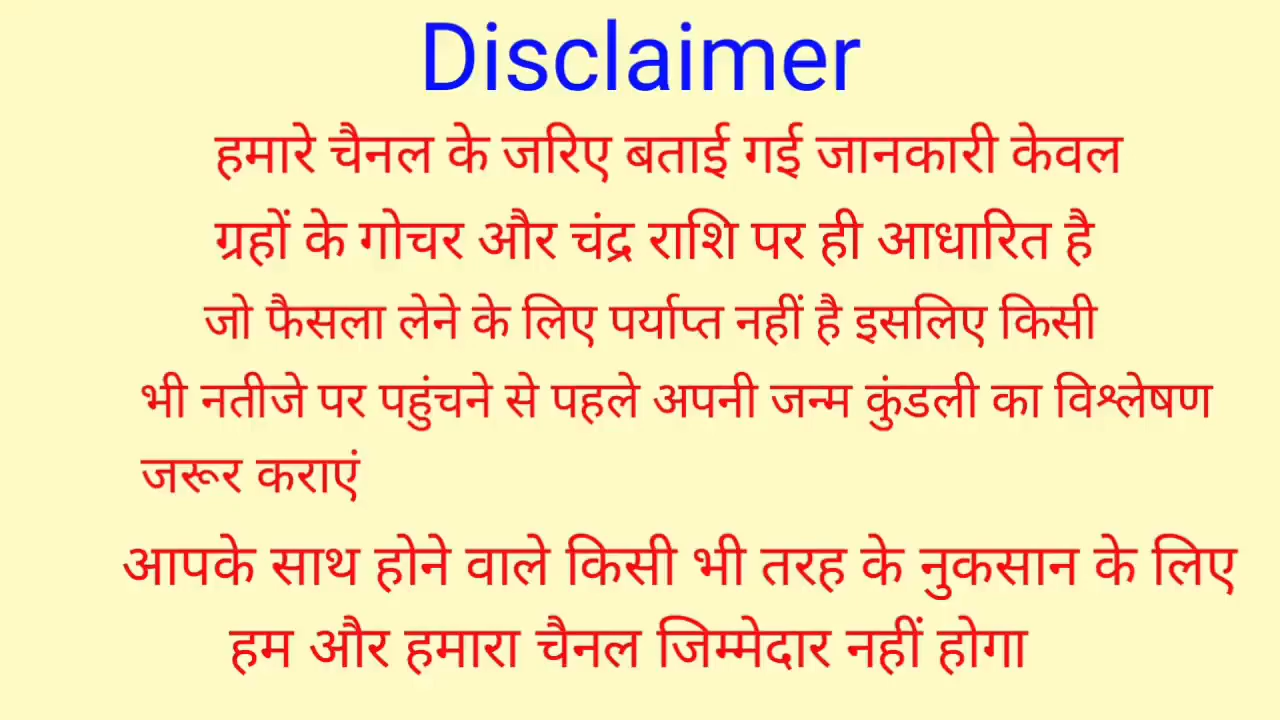 Disclaimer
हमारे चैनल के जरिए बताई गई जानकारी केवल
ग्रहों के गोचर और चंद्र राशि पर ही आधारित है
जो फैसला लेने के लिए पर्याप्त नहीं है इसलिए किसी
भी नतीजे पर पहुंचने से पहले अपनी जन्म कुंडली का विश्लेषण
जरूर कराएं
आपके साथ होने वाले किसी भी तरह के नुकसान के लिए
हम और हमारा चैनल जिम्मेदार नहीं होगा